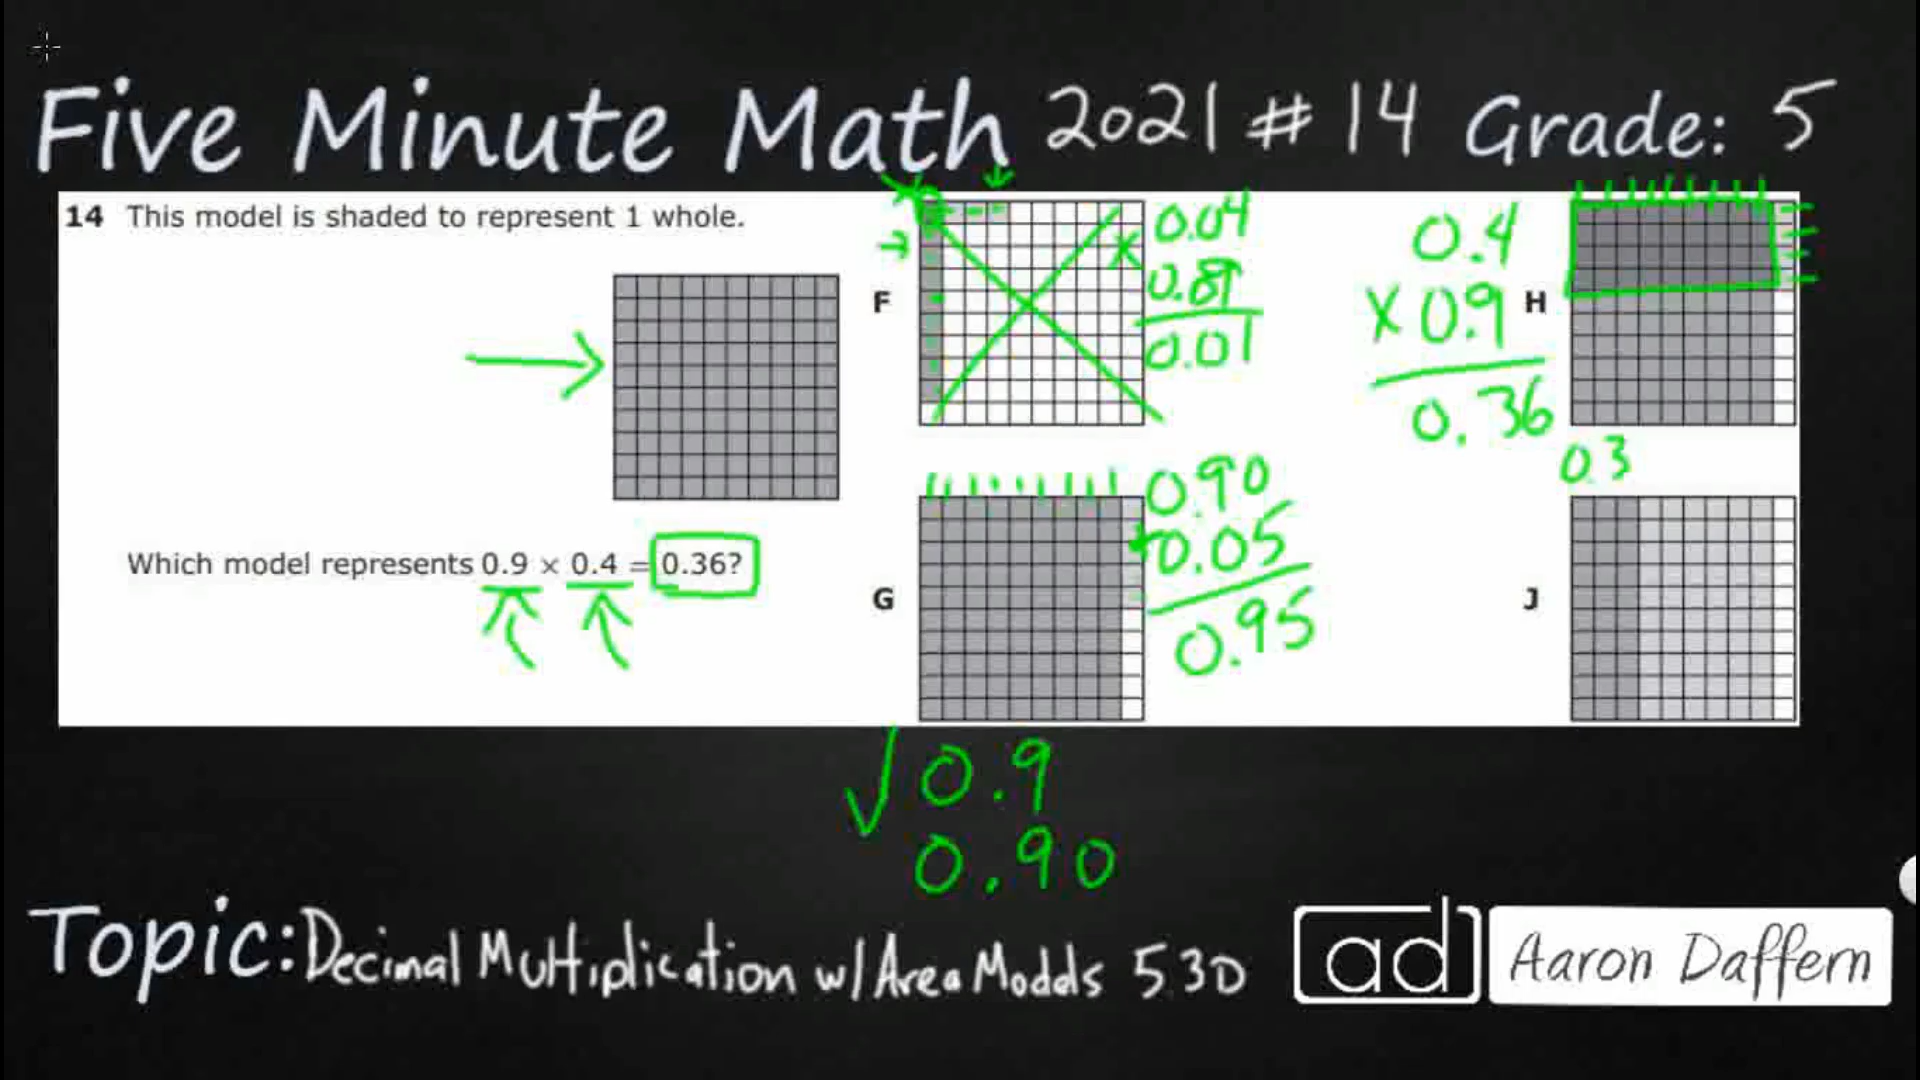 Five Minute Math 2021 # 14 Grade: 5
14 This model is shaded to represent 1 whole.
Which model represents 0.9 × 0.4 = 0.36?
F
0.04
x
0.01
G
0.90
+0.05
0.95
0.4
x 0.9
0.36
H
0.3
J
√ 0.9
0.90
Topic: Decimal Multiplication w/ Area Models 5.3D
ad Aaron Daffern